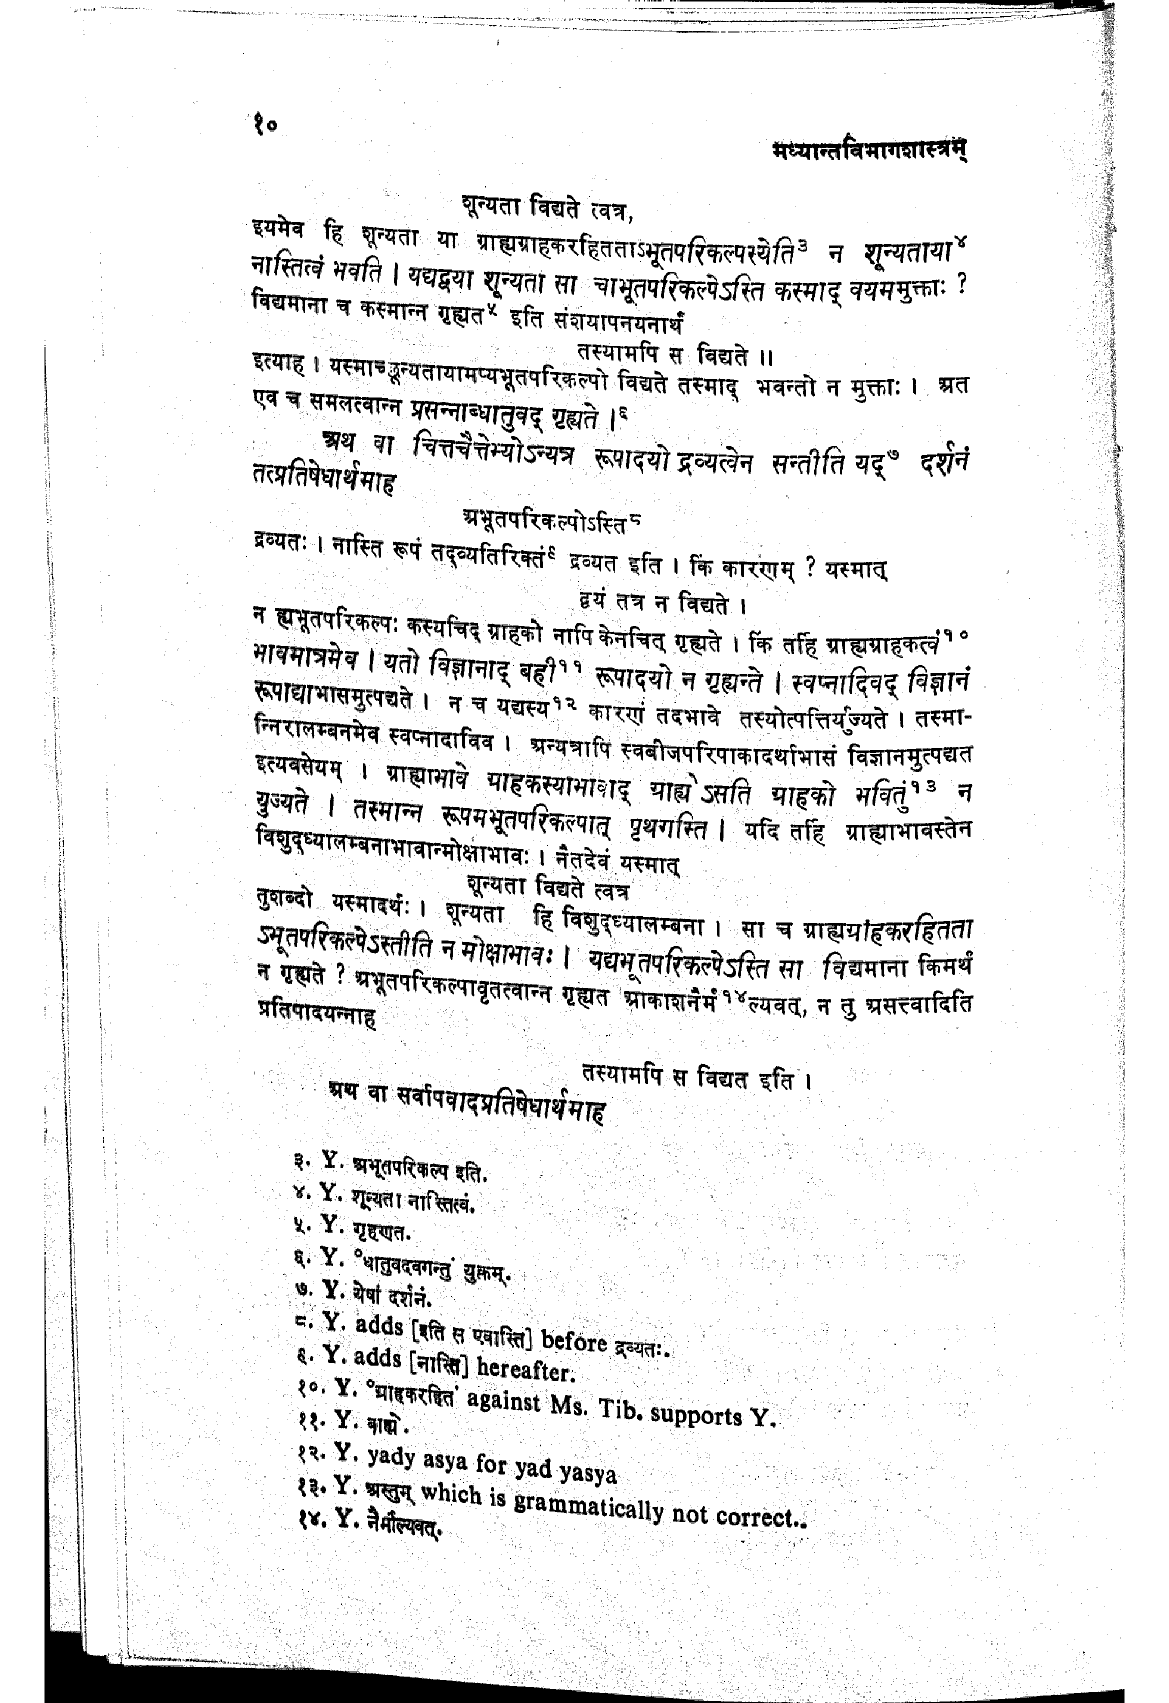 १०
मध्यान्तविभागशास्त्रम्
शून्यता विद्यते त्वत्र,
इयमेव हि शून्यता या ग्राह्यग्राहकरहितताऽभूतपरिकल्पस्येति³ न शून्यताया⁴
नास्तित्वं भवति । यद्यद्वया शून्यता सा चाभूतपरिकल्पेऽस्ति कस्माद् वयममुक्ताः ?
विद्यमाना च कस्मान्न गृह्यत⁵ इति संशयापनयनार्थं
तस्यामपि स विद्यते ।।
इत्याह । यस्माच्छून्यतायामप्यभूतपरिकल्पो विद्यते तस्माद् भवन्तो न मुक्ताः । अत
एव च समलत्वान्न प्रसन्नाब्धातुवद् गृह्यते ।⁶
अथ वा चित्तचैत्तेभ्योऽन्यत्र रूपादयो द्रव्यत्वेन सन्तीति यद्⁷ दर्शनं
तत्प्रतिषेधार्थमाह
अभूतपरिकल्पोऽस्ति⁸
द्रव्यतः । नास्ति रूपं तद्व्यतिरिक्तं⁹ द्रव्यत इति । किं कारणम् ? यस्मात्
द्वयं तत्र न विद्यते ।
न ह्यभूतपरिकल्पः कस्यचिद् ग्राहको नापि केनचित् गृह्यते । किं तर्हि ग्राह्यग्राहकत्वं¹⁰
भावमात्रमेव । यतो विज्ञानाद् बही¹¹ रूपादयो न गृह्यन्ते । स्वप्नादिवद् विज्ञानं
रूपाद्याभासमुत्पद्यते । न च यद्यस्य¹² कारणं तदभावे तस्योत्पत्तिर्युज्यते । तस्मा-
न्निरालम्बनमेव स्वप्नादाविव । अन्यत्रापि स्वबीजपरिपाकादर्थाभासं विज्ञानमुत्पद्यत
इत्यवसेयम् । ग्राह्याभावे ग्राहकस्याभावाद् ग्राह्येऽसति ग्राहको भवितुं¹³ न
युज्यते । तस्मान्न रूपमभूतपरिकल्पात् पृथगस्ति । यदि तर्हि ग्राह्याभावस्तेन
विशुद्ध्यालम्बनाभावान्मोक्षाभावः । नैतदेवं यस्मात्
शून्यता विद्यते त्वत्र
तुशब्दो यस्मादर्थः । शून्यता हि विशुद्ध्यालम्बना । सा च ग्राह्यग्राहकरहितता
ऽभूतपरिकल्पेऽस्तीति न मोक्षाभावः । यद्यभूतपरिकल्पेऽस्ति सा विद्यमाना किमर्थं
न गृह्यते ? अभूतपरिकल्पावृतत्वान्न गृह्यत आकाशनैर्म¹⁴ल्यवत्, न तु असत्त्वादिति
प्रतिपादयन्नाह
तस्यामपि स विद्यत इति ।
अथ वा सर्वापवादप्रतिषेधार्थमाह
३. Y. अभूतपरिकल्प इति.
४. Y. शून्यता नास्तित्वं.
५. Y. गृह्णत.
६. Y. °धातुवदवगन्तुं युक्तम्.
७. Y. येषां दर्शनं.
८. Y. adds [इति स एवास्ति] before द्रव्यतः.
९. Y. adds [नास्ति] hereafter.
१०. Y. °ग्राहकरहितं against Ms. Tib. supports Y.
११. Y. बाह्ये.
१२. Y. yady asya for yad yasya
१३. Y. अस्तुम् which is grammatically not correct..
१४. Y. नैर्माल्यवत्.